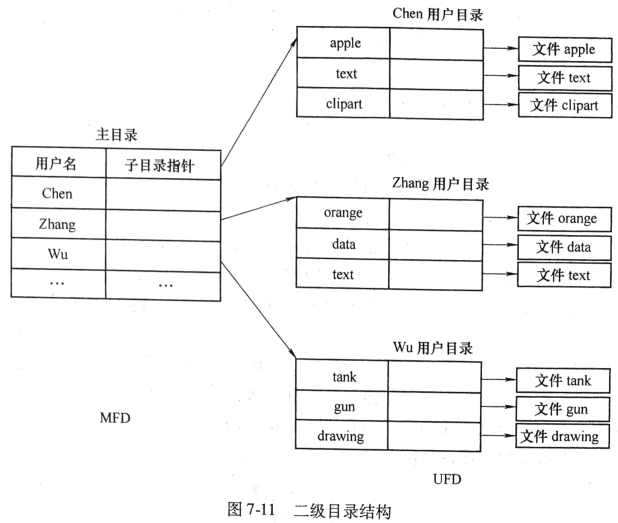 Chen 用户目录
apple
文件 apple
text
文件 text
clipart
文件 clipart
主目录
用户名 子目录指针
Chen
Zhang
Wu
… …
Zhang 用户目录
orange
文件 orange
data
文件 data
text
文件 text
Wu 用户目录
tank
文件 tank
gun
文件 gun
drawing
文件 drawing
MFD
UFD
图 7-11 二级目录结构